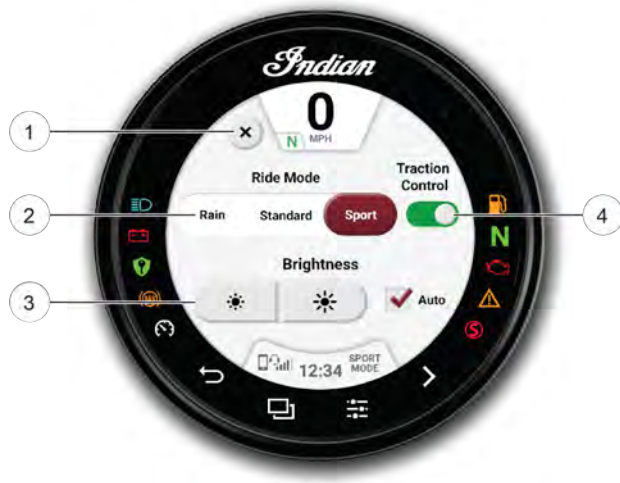 Indian
0
N MPH
1
Ride Mode
Traction
Control
2
Rain Standard Sport
4
N
Brightness
3
Auto
12:34
SPORT
MODE